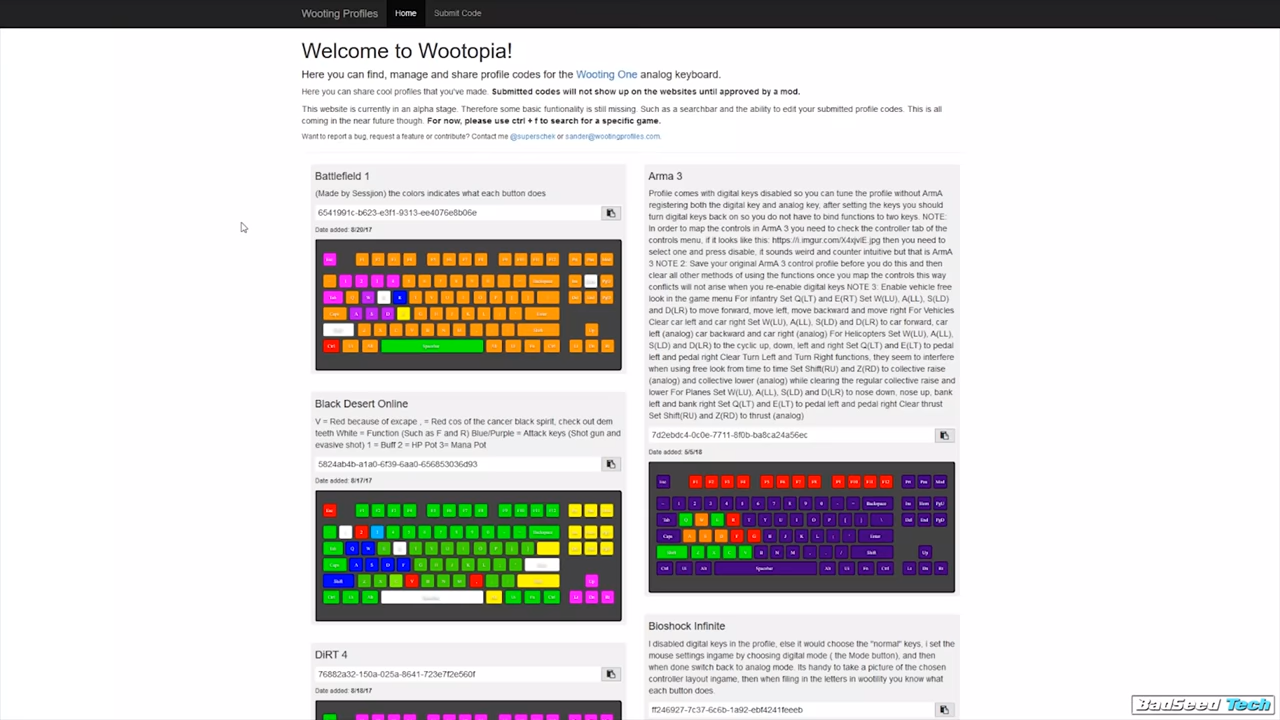 Wooting Profiles Home Submit Code
Welcome to Wootopia!
Here you can find, manage and share profile codes for the Wooting One analog keyboard.
Here you can share cool profiles that you've made. Submitted codes will not show up on the websites until approved by a mod.
This website is currently in an alpha stage. Therefore some basic funtionality is still missing. Such as a searchbar and the ability to edit your submitted profile codes. This is all
coming in the near future though. For now, please use ctrl + f to search for a specific game.
Want to report a bug, request a feature or contribute? Contact me @superschek or sander@wootingprofiles.com.
Battlefield 1
(Made by Sessjion) the colors indicates what each button does
6541991c-b623-e3f1-9313-ee4076e8b06e
Date added: 8/20/17
Black Desert Online
V = Red because of excape , = Red cos of the cancer black spirit, check out dem
teeth White = Function (Such as F and R) Blue/Purple = Attack keys (Shot gun and
evasive shot) 1 = Buff 2 = HP Pot 3= Mana Pot
5824ab4b-a1a0-6f39-6aa0-656853036d93
Date added: 8/17/17
DiRT 4
76882a32-150a-025a-8641-723e7f2e560f
Date added: 8/18/17
Arma 3
Profile comes with digital keys disabled so you can tune the profile without ArmA
registering both the digital key and analog key, after setting the keys you should
turn digital keys back on so you do not have to bind functions to two keys. NOTE:
In order to map the controls in ArmA 3 you need to check the controller tab of the
controls menu, if it looks like this: https://i.imgur.com/X4xjviE.jpg then you need to
select one and press disable, it sounds weird and counter intuitive but that is ArmA
3 NOTE 2: Save your original ArmA 3 control profile before you do this and then
clear all other methods of using the functions once you map the controls this way
conflicts will not arise when you re-enable digital keys NOTE 3: Enable vehicle free
look in the game menu For infantry Set Q(LT) and E(RT) Set W(LU), A(LL), S(LD)
and D(LR) to move forward, move left, move backward and move right For Vehicles
Clear car left and car right Set W(LU), A(LL), S(LD) and D(LR) to car forward, car
left (analog) car backward and car right (analog) For Helicopters Set W(LU), A(LL),
S(LD) and D(LR) to the cyclic up, down, left and right Set Q(LT) and E(LT) to pedal
left and pedal right Clear Turn Left and Turn Right functions, they seem to interfere
when using free look from time to time Set Shift(RU) and Z(RD) to collective raise
(analog) and collective lower (analog) while clearing the regular collective raise and
lower For Planes Set W(LU), A(LL), S(LD) and D(LR) to nose down, nose up, bank
left and bank right Set Q(LT) and E(LT) to pedal left and pedal right Clear thrust
Set Shift(RU) and Z(RD) to thrust (analog)
7d2ebdc4-0c0e-7711-8f0b-ba8ca24a56ec
Date added: 5/5/18
Bioshock Infinite
I disabled digital keys in the profile, else it would choose the "normal" keys, i set the
mouse settings ingame by choosing digital mode ( the Mode button), and then
when done switch back to analog mode. Its handy to take a picture of the chosen
controller layout ingame, then when filing in the letters in wootility you know what
each button does.
ff246927-7c37-6c6b-1a92-ebf4241feeeb
BadSeed Tech